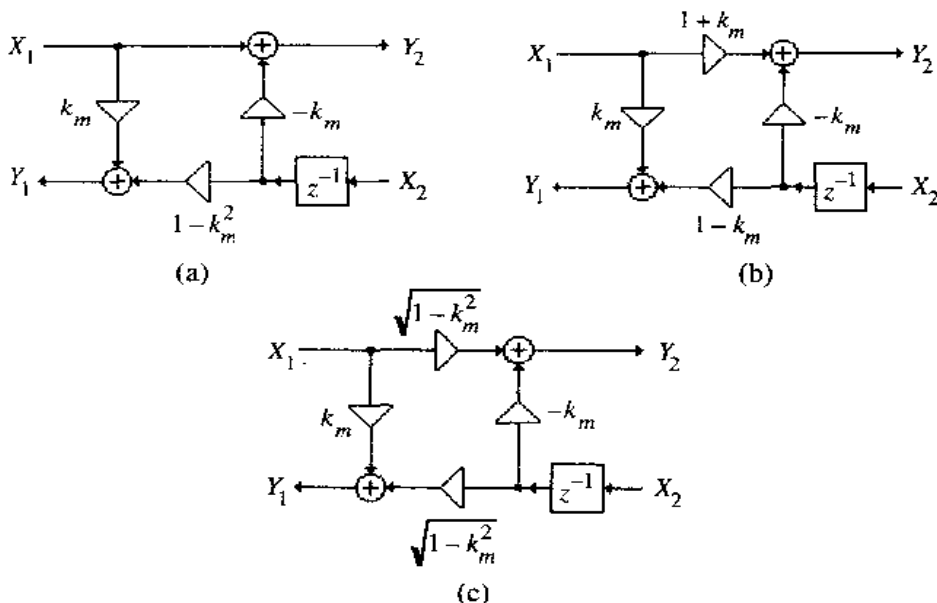 X₁ Y₂
kₘ −kₘ
Y₁ z⁻¹ X₂
1 − kₘ²
(a)
1 + kₘ
X₁ Y₂
kₘ −kₘ
Y₁ z⁻¹ X₂
1 − kₘ
(b)
√(1 − kₘ²)
X₁ Y₂
kₘ −kₘ
Y₁ z⁻¹ X₂
√(1 − kₘ²)
(c)